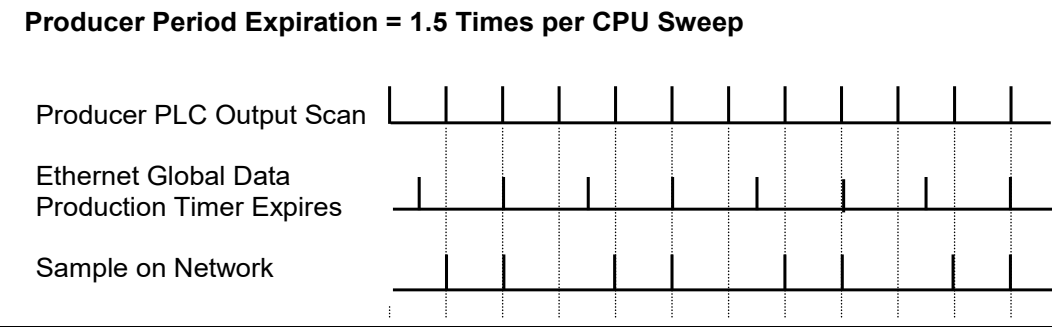 Producer Period Expiration = 1.5 Times per CPU Sweep
Producer PLC Output Scan
Ethernet Global Data
Production Timer Expires
Sample on Network